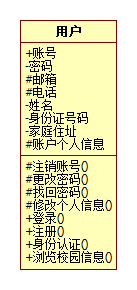 用户
+账号
-密码
#邮箱
#电话
-姓名
-身份证号码
-家庭住址
#账户个人信息
#注销账号()
#更改密码()
#找回密码()
#修改个人信息()
+登录()
+注册()
+身份认证()
+浏览校园信息()